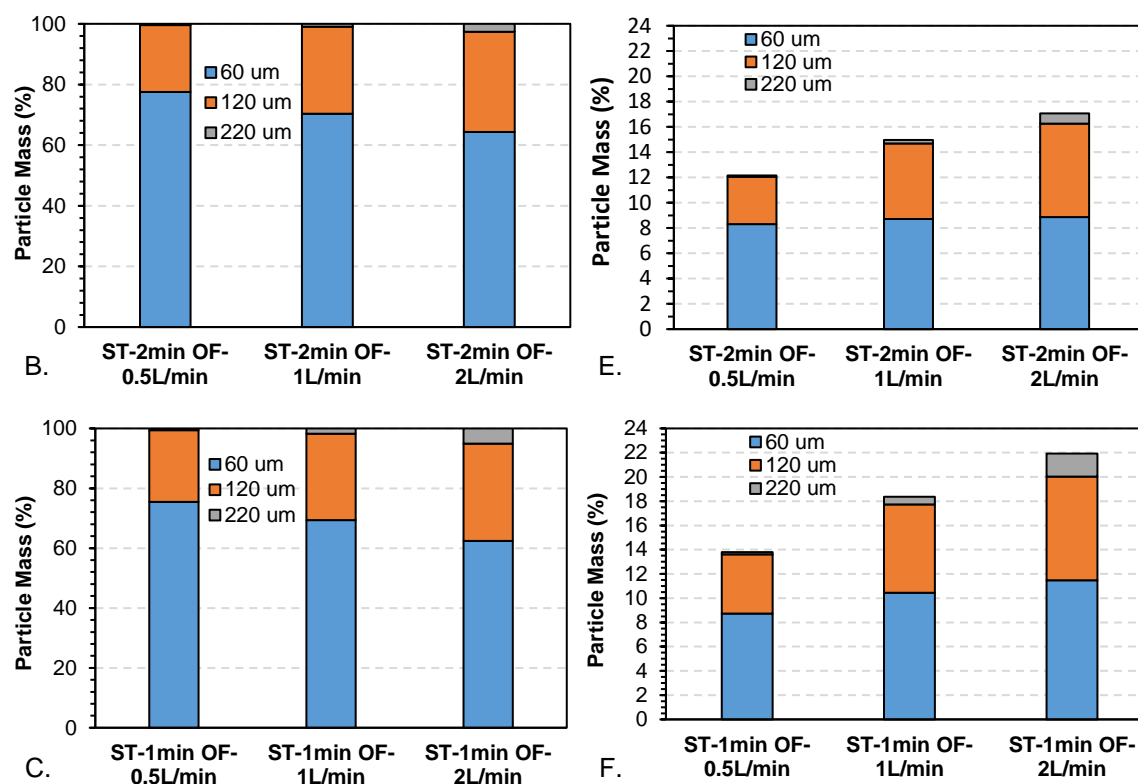 Particle Mass (%)
100
80
60
40
20
0
60 um
120 um
220 um
ST-2min OF-
0.5L/min
ST-2min OF-
1L/min
ST-2min OF-
2L/min
B.
Particle Mass (%)
24
22
20
18
16
14
12
10
8
6
4
2
0
60 um
120 um
220 um
ST-2min OF-
0.5L/min
ST-2min OF-
1L/min
ST-2min OF-
2L/min
E.
Particle Mass (%)
100
80
60
40
20
0
60 um
120 um
220 um
ST-1min OF-
0.5L/min
ST-1min OF-
1L/min
ST-1min OF-
2L/min
C.
Particle Mass (%)
24
22
20
18
16
14
12
10
8
6
4
2
0
60 um
120 um
220 um
ST-1min OF-
0.5L/min
ST-1min OF-
1L/min
ST-1min OF-
2L/min
F.